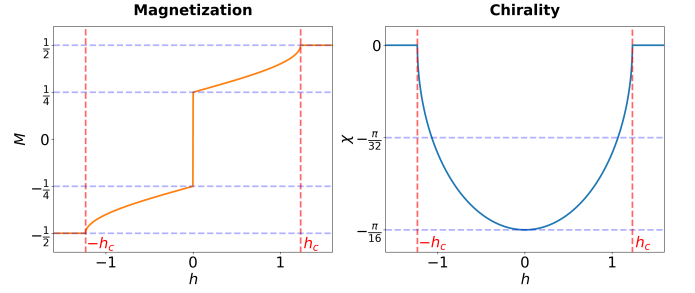 Magnetization
M
1/2
1/4
0
−1/4
−1/2
−h_c
h_c
−1
0
1
h
Chirality
χ
0
−π/32
−π/16
−h_c
h_c
−1
0
1
h